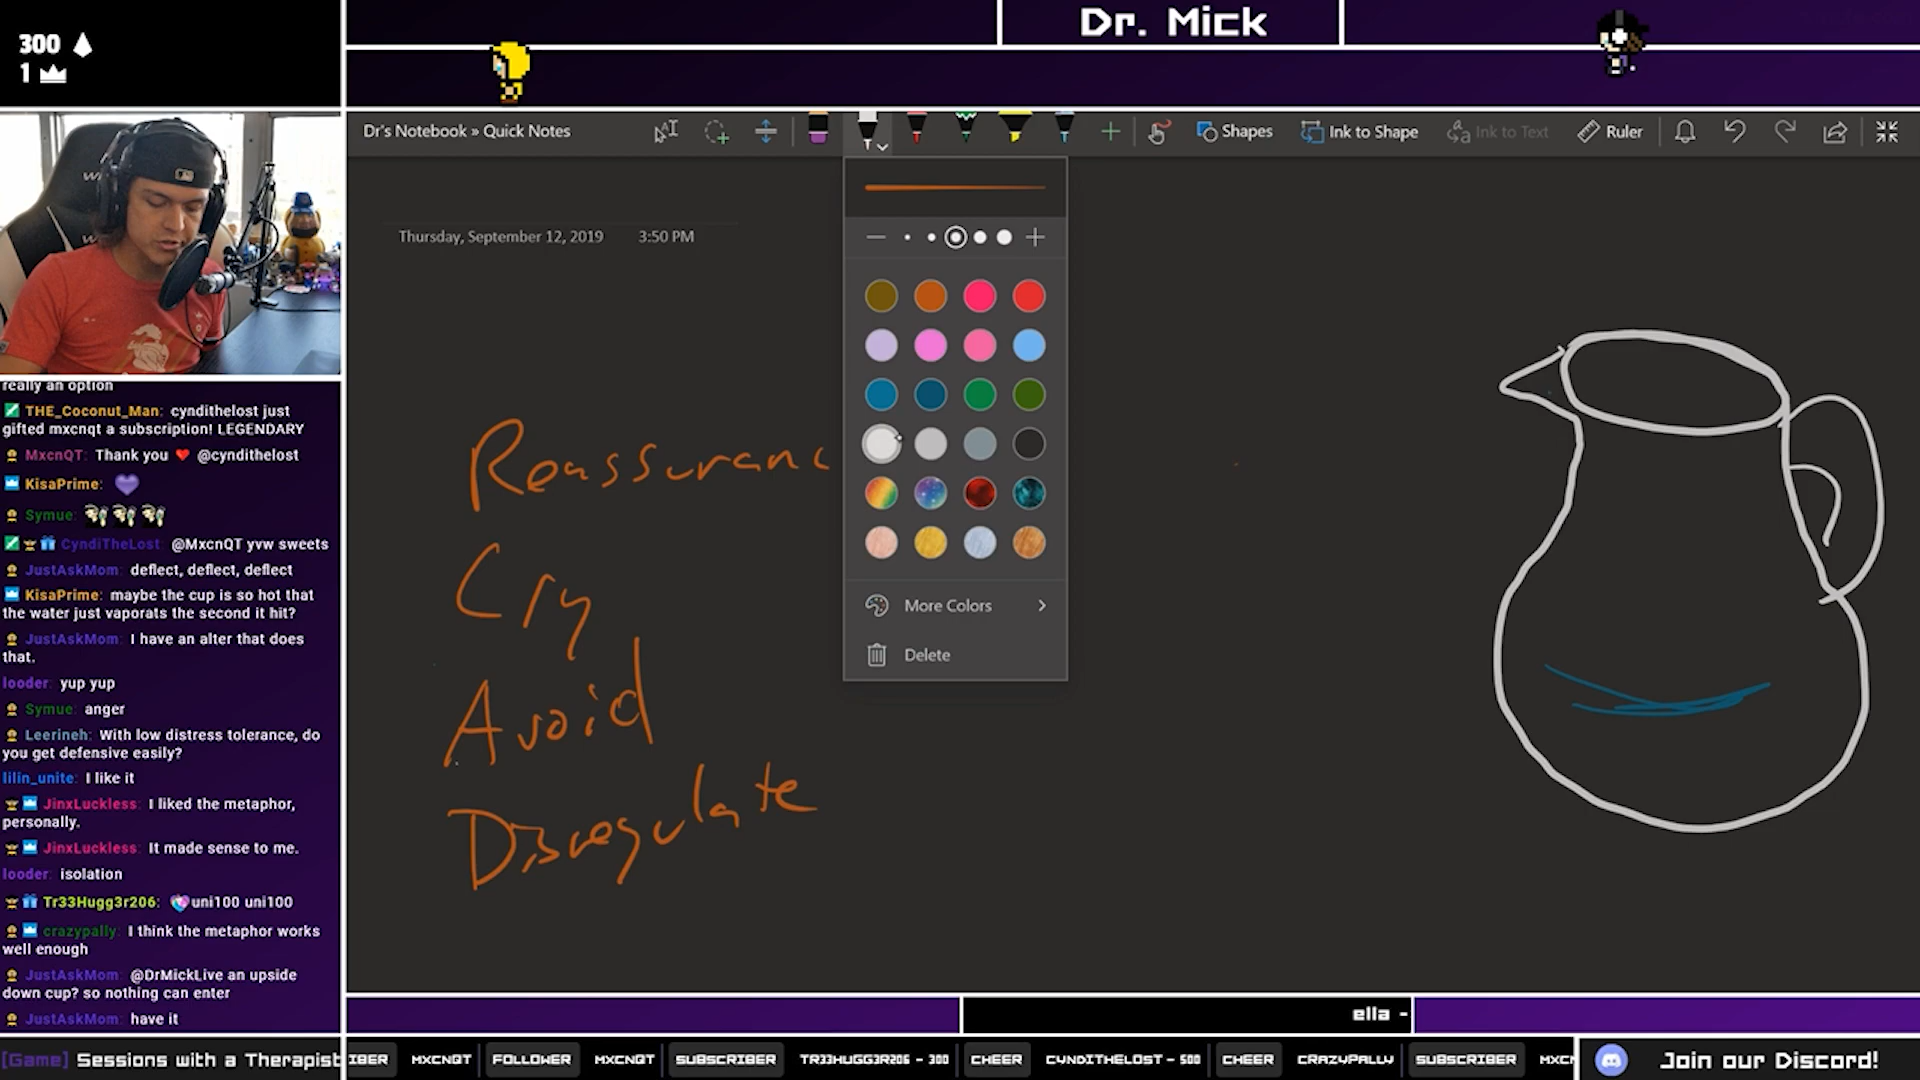 300
1
Dr. Mick
Dr's Notebook » Quick Notes
Shapes
Ink to Shape
Ink to Text
Ruler
Thursday, September 12, 2019 3:50 PM
Reassuranc
Cry
Avoid
Disregulate
More Colors
Delete
really an option
THE_Coconut_Man: cyndithelost just
gifted mxcnqt a subscription! LEGENDARY
MxcnQT: Thank you @cyndithelost
KisaPrime:
Symue:
CyndiTheLost: @MxcnQT yvw sweets
JustAskMom: deflect, deflect, deflect
KisaPrime: maybe the cup is so hot that
the water just vaporats the second it hit?
JustAskMom: I have an alter that does
that.
looder: yup yup
Symue: anger
Leerineh: With low distress tolerance, do
you get defensive easily?
lilin_unite: I like it
JinxLuckless: I liked the metaphor,
personally.
JinxLuckless: It made sense to me.
looder: isolation
Tr33Hugg3r206: uni100 uni100
crazypally: I think the metaphor works
well enough
JustAskMom: @DrMickLive an upside
down cup? so nothing can enter
JustAskMom: have it
ella -
[Game] Sessions with a Therapist
IBER MXCNQT FOLLOWER MXCNQT SUBSCRIBER TR33HUGG3R206 - 300 CHEER CYNDITHELOST - 500 CHEER CRAZYPALLY SUBSCRIBER MXCN
Join our Discord!